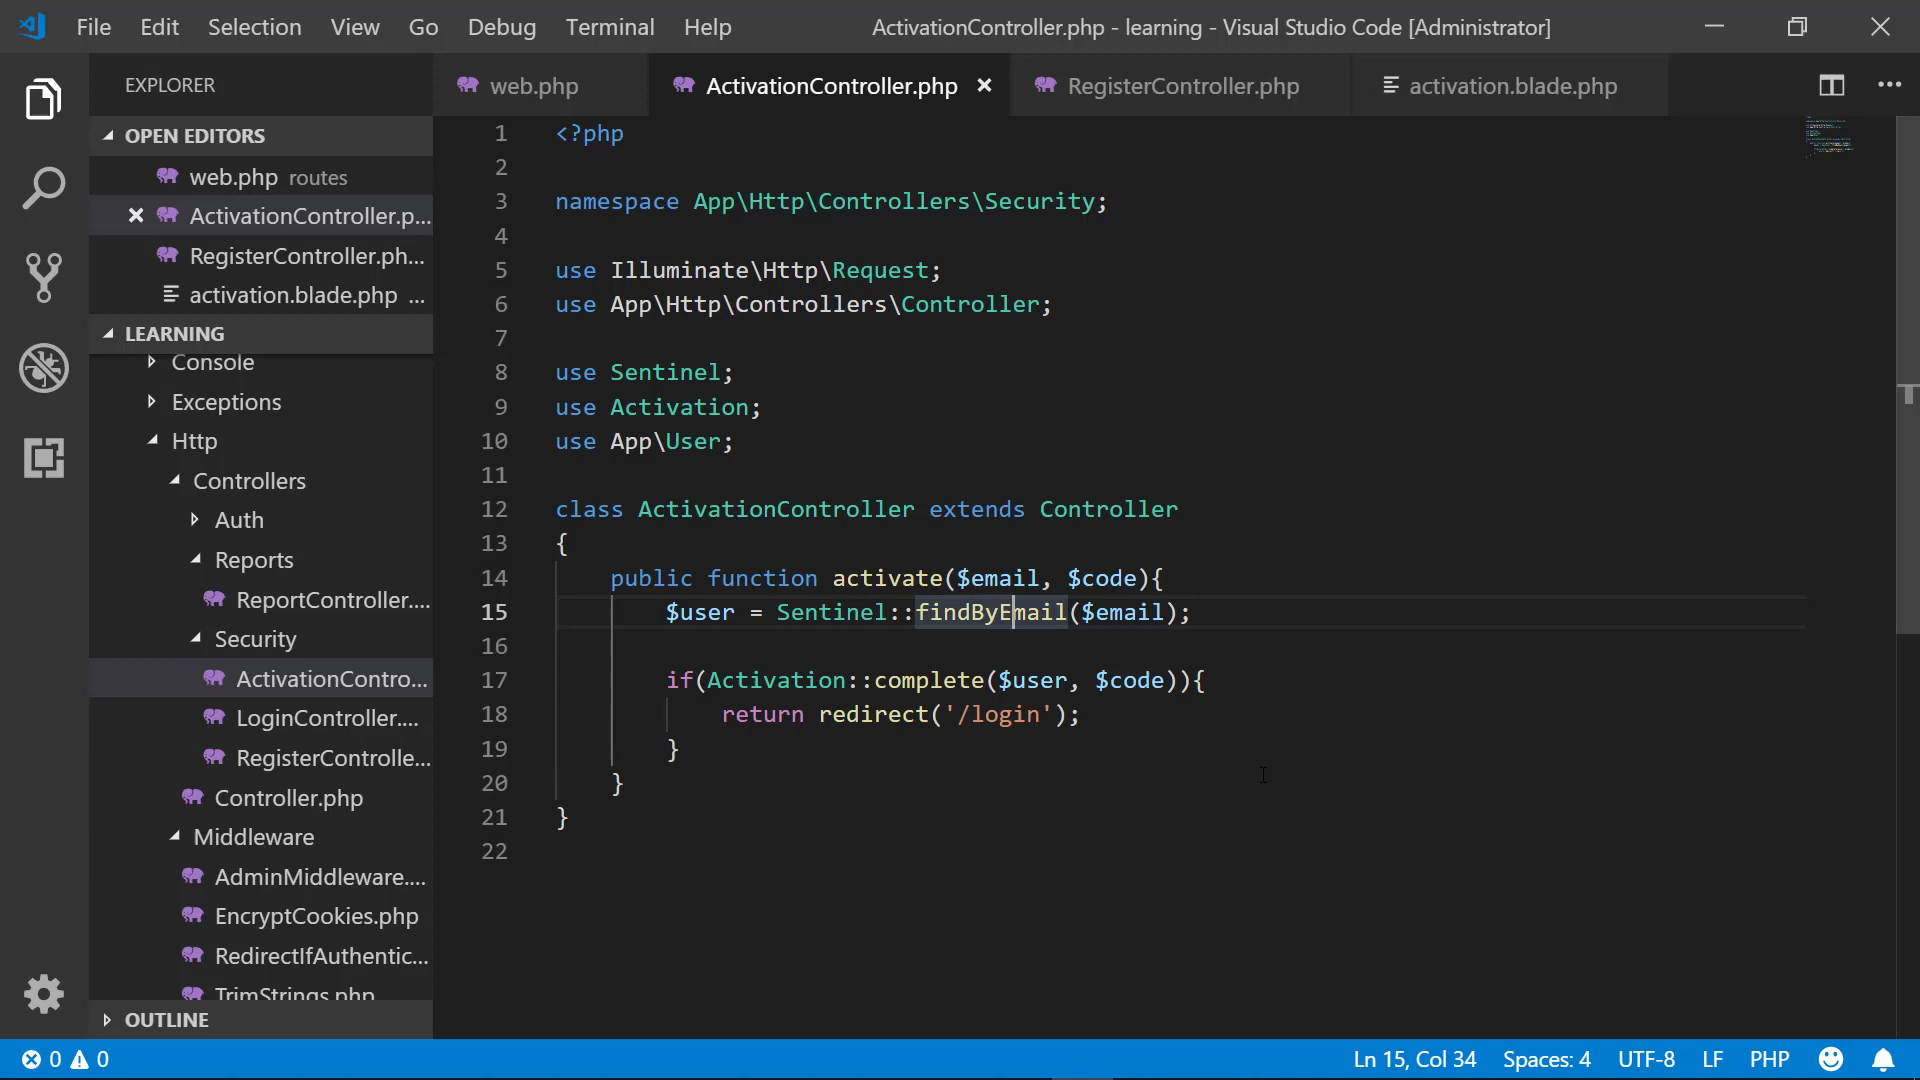 File Edit Selection View Go Debug Terminal Help ActivationController.php - learning - Visual Studio Code [Administrator]
EXPLORER
web.php ActivationController.php RegisterController.php activation.blade.php
OPEN EDITORS
web.php routes
ActivationController.p...
RegisterController.ph...
activation.blade.php ...
LEARNING
Console
Exceptions
Http
Controllers
Auth
Reports
ReportController....
Security
ActivationContro...
LoginController....
RegisterControlle...
Controller.php
Middleware
AdminMiddleware....
EncryptCookies.php
RedirectIfAuthentic...
TrimStrings.php
OUTLINE
1 <?php
2
3 namespace App\Http\Controllers\Security;
4
5 use Illuminate\Http\Request;
6 use App\Http\Controllers\Controller;
7
8 use Sentinel;
9 use Activation;
10 use App\User;
11
12 class ActivationController extends Controller
13 {
14 public function activate($email, $code){
15 $user = Sentinel::findByEmail($email);
16
17 if(Activation::complete($user, $code)){
18 return redirect('/login');
19 }
20 }
21 }
22
0 0 Ln 15, Col 34 Spaces: 4 UTF-8 LF PHP